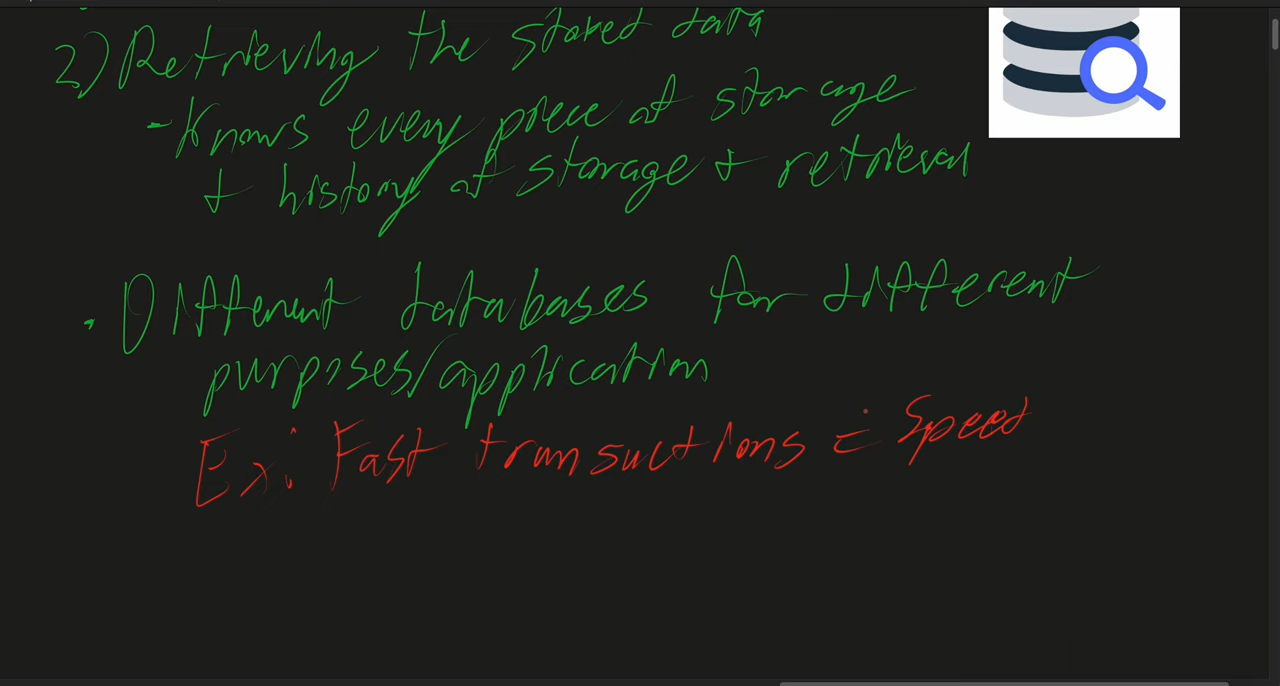 2.) Retrieving the stored data
- Knows every piece of storage
+ history of storage + retrieval
. Different databases for different
purposes/application
Ex: Fast transactions = Speed